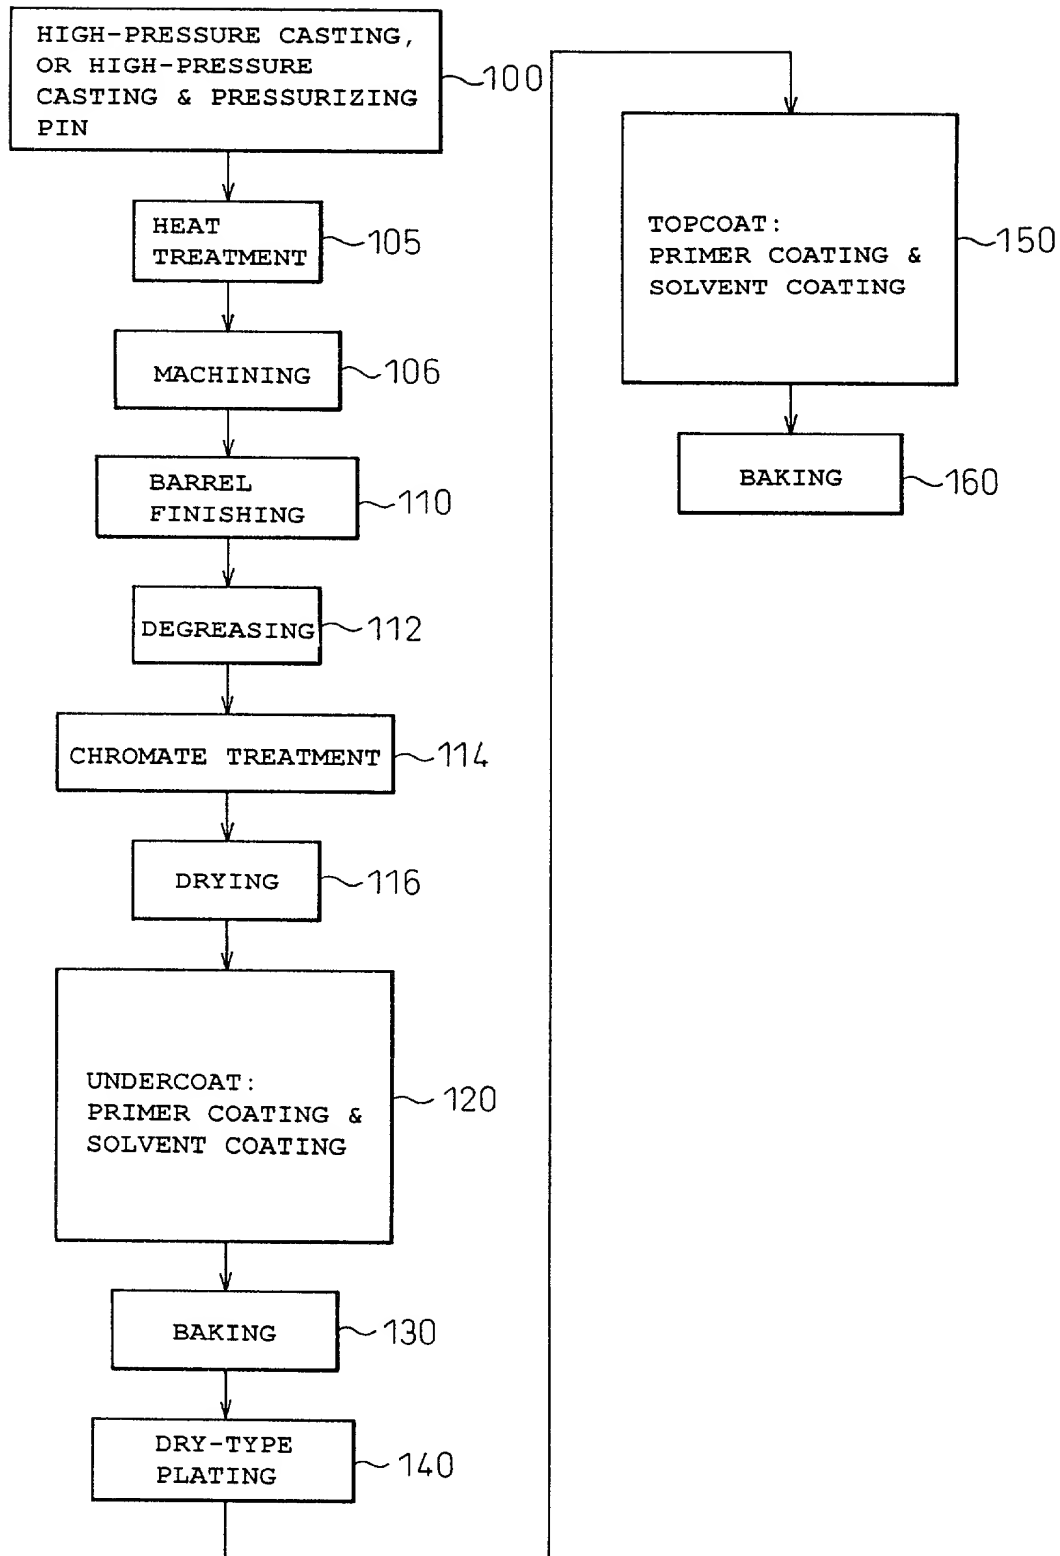 HIGH-PRESSURE CASTING,
OR HIGH-PRESSURE
CASTING & PRESSURIZING
PIN
100
HEAT
TREATMENT
105
MACHINING
106
BARREL
FINISHING
110
DEGREASING
112
CHROMATE TREATMENT
114
DRYING
116
UNDERCOAT:
PRIMER COATING &
SOLVENT COATING
120
BAKING
130
DRY-TYPE
PLATING
140
TOPCOAT:
PRIMER COATING &
SOLVENT COATING
150
BAKING
160